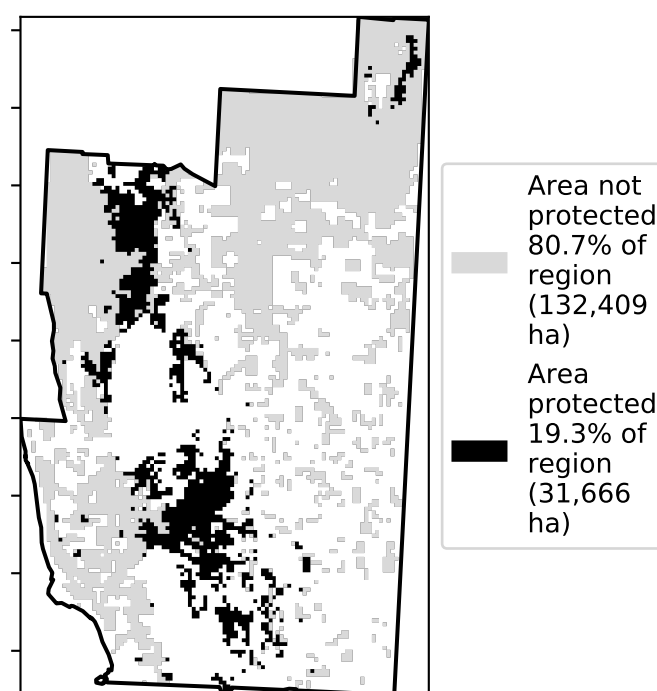 Area not
protected
80.7% of
region
(132,409
ha)
Area
protected
19.3% of
region
(31,666
ha)